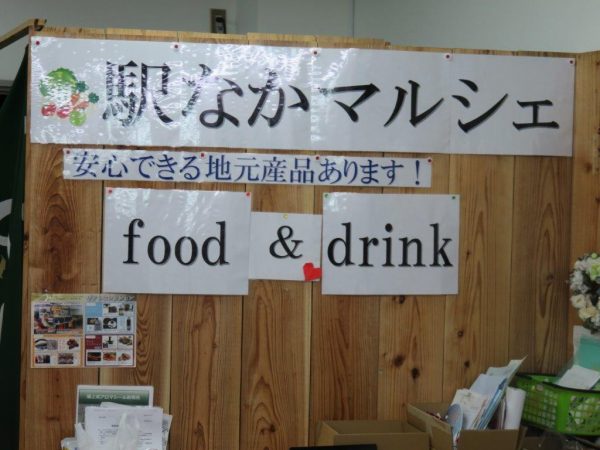 駅なかマルシェ
安心できる地元産品あります！
food & drink